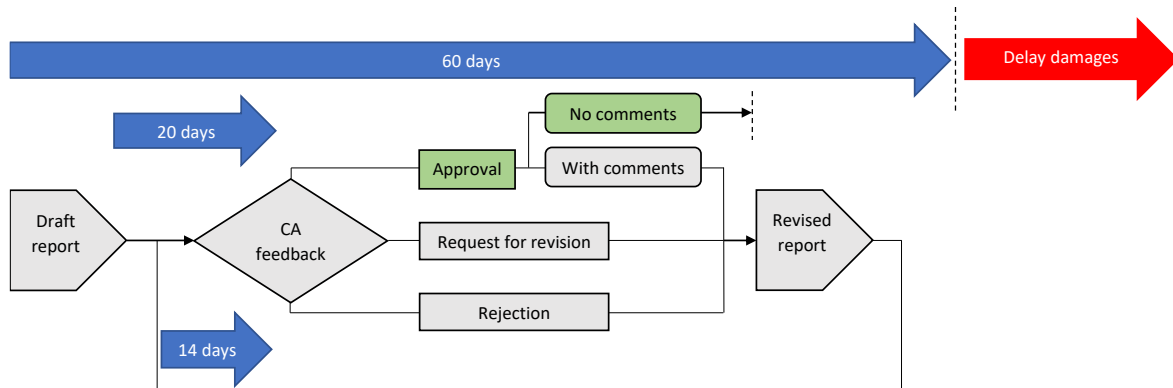 60 days
Delay damages
20 days
No comments
Approval
With comments
Draft
report
CA
feedback
Request for revision
Revised
report
Rejection
14 days